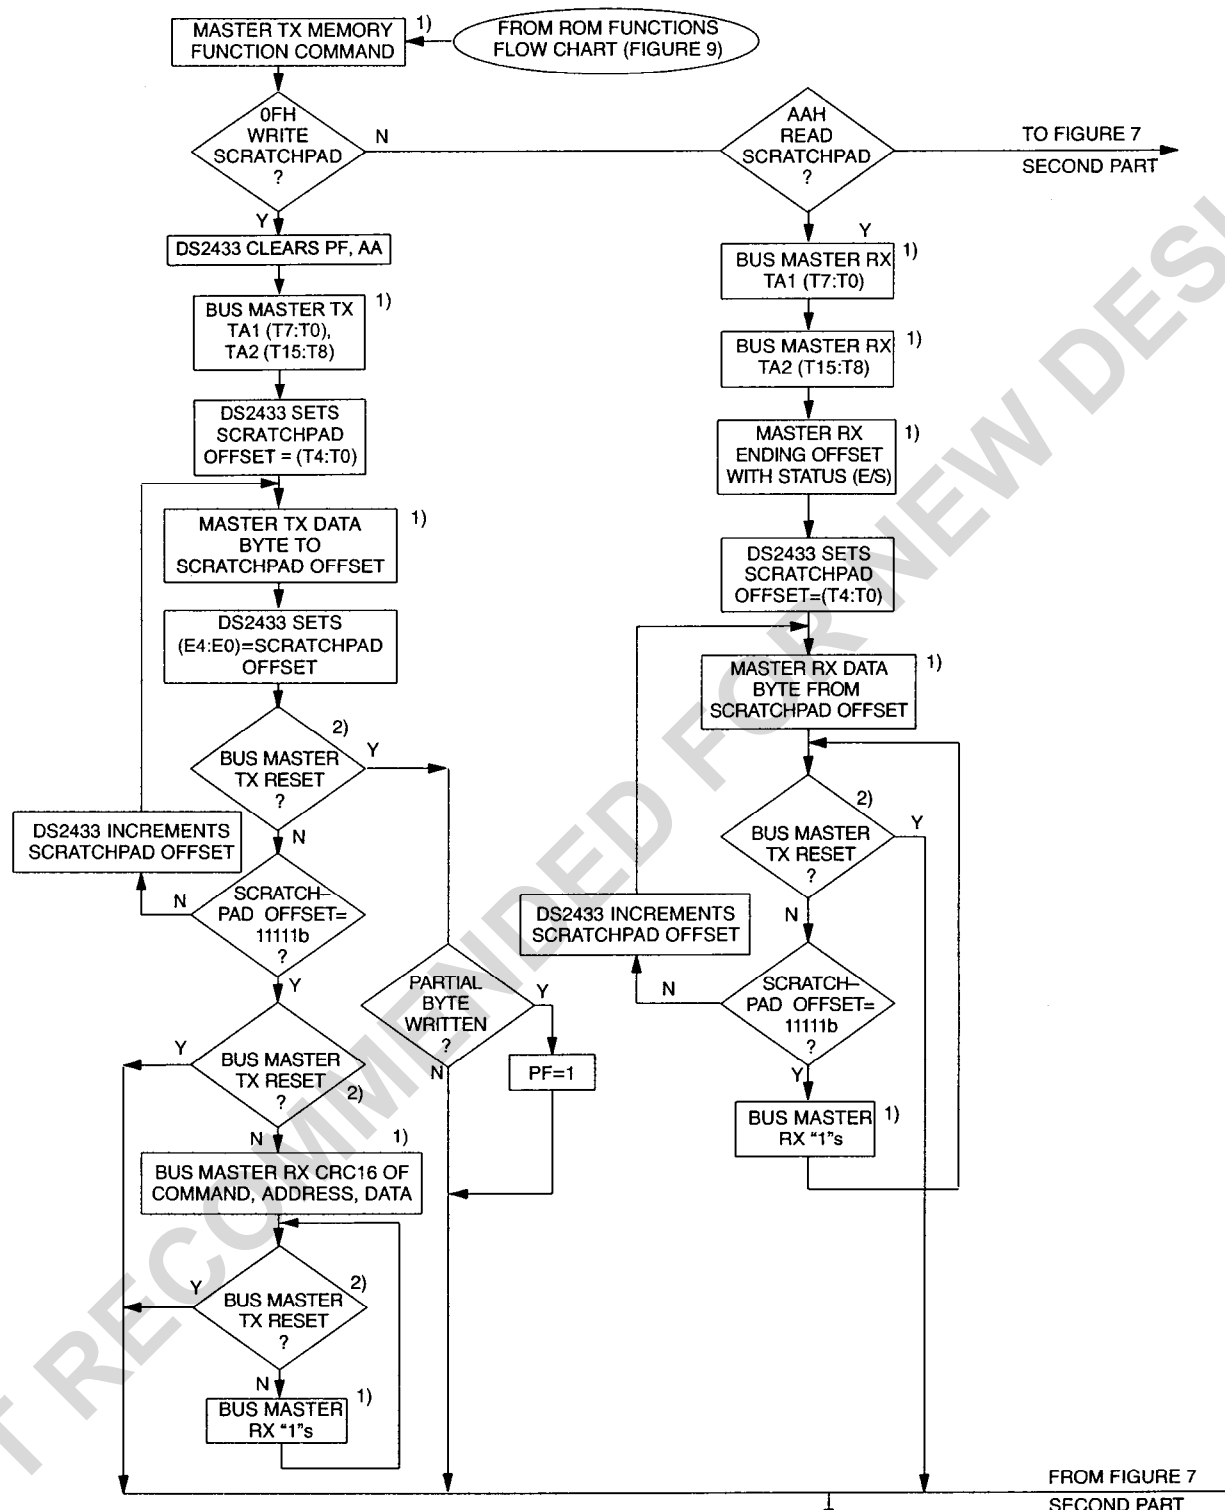 MASTER TX MEMORY
FUNCTION COMMAND
1)
FROM ROM FUNCTIONS
FLOW CHART (FIGURE 9)
0FH
WRITE
SCRATCHPAD
?
N
Y
AAH
READ
SCRATCHPAD
?
Y
TO FIGURE 7
SECOND PART
DS2433 CLEARS PF, AA
BUS MASTER TX
TA1 (T7:T0),
TA2 (T15:T8)
1)
DS2433 SETS
SCRATCHPAD
OFFSET = (T4:T0)
MASTER TX DATA
BYTE TO
SCRATCHPAD OFFSET
1)
DS2433 SETS
(E4:E0)=SCRATCHPAD
OFFSET
BUS MASTER
TX RESET
?
2)
Y
N
DS2433 INCREMENTS
SCRATCHPAD OFFSET
N
SCRATCH–
PAD OFFSET=
11111b
?
Y
PARTIAL
BYTE
WRITTEN
?
Y
N
PF=1
BUS MASTER
TX RESET
?
2)
Y
N
1)
BUS MASTER RX CRC16 OF
COMMAND, ADDRESS, DATA
BUS MASTER
TX RESET
?
2)
Y
N
BUS MASTER
RX "1"s
1)
BUS MASTER RX
TA1 (T7:T0)
1)
BUS MASTER RX
TA2 (T15:T8)
1)
MASTER RX
ENDING OFFSET
WITH STATUS (E/S)
1)
DS2433 SETS
SCRATCHPAD
OFFSET=(T4:T0)
MASTER RX DATA
BYTE FROM
SCRATCHPAD OFFSET
1)
BUS MASTER
TX RESET
?
2)
Y
N
DS2433 INCREMENTS
SCRATCHPAD OFFSET
N
SCRATCH–
PAD OFFSET=
11111b
?
Y
BUS MASTER
RX "1"s
1)
FROM FIGURE 7
SECOND PART
RECOMMENDED FOR NEW